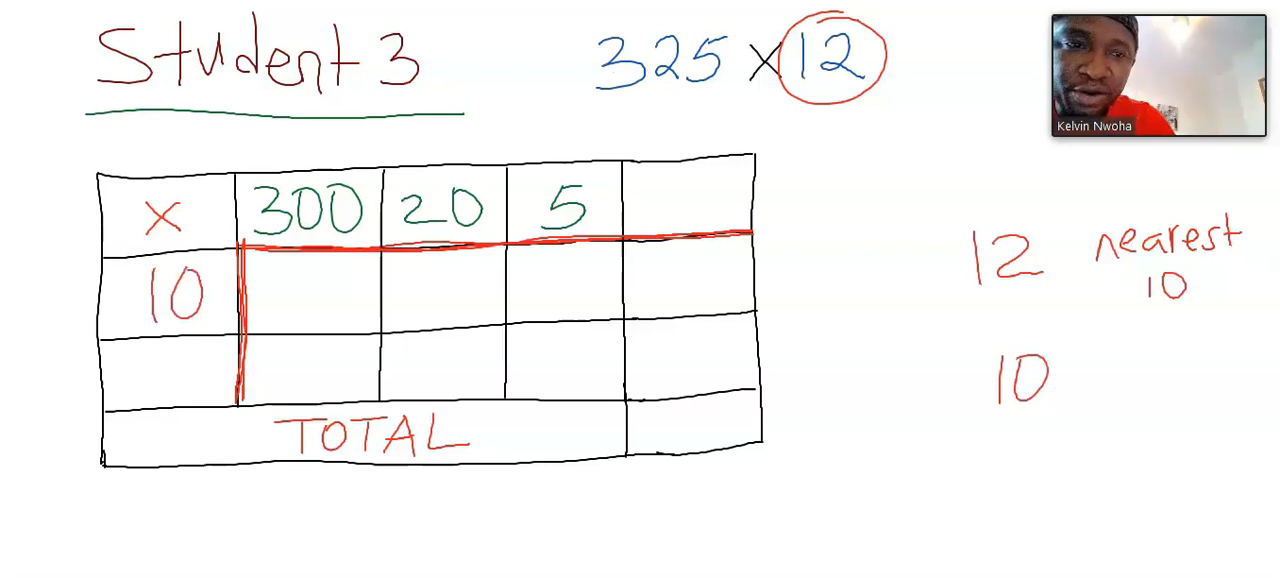 Student 3
325 × 12
Kelvin Nwoha
× 300 20 5
10
TOTAL
12 nearest
10
10